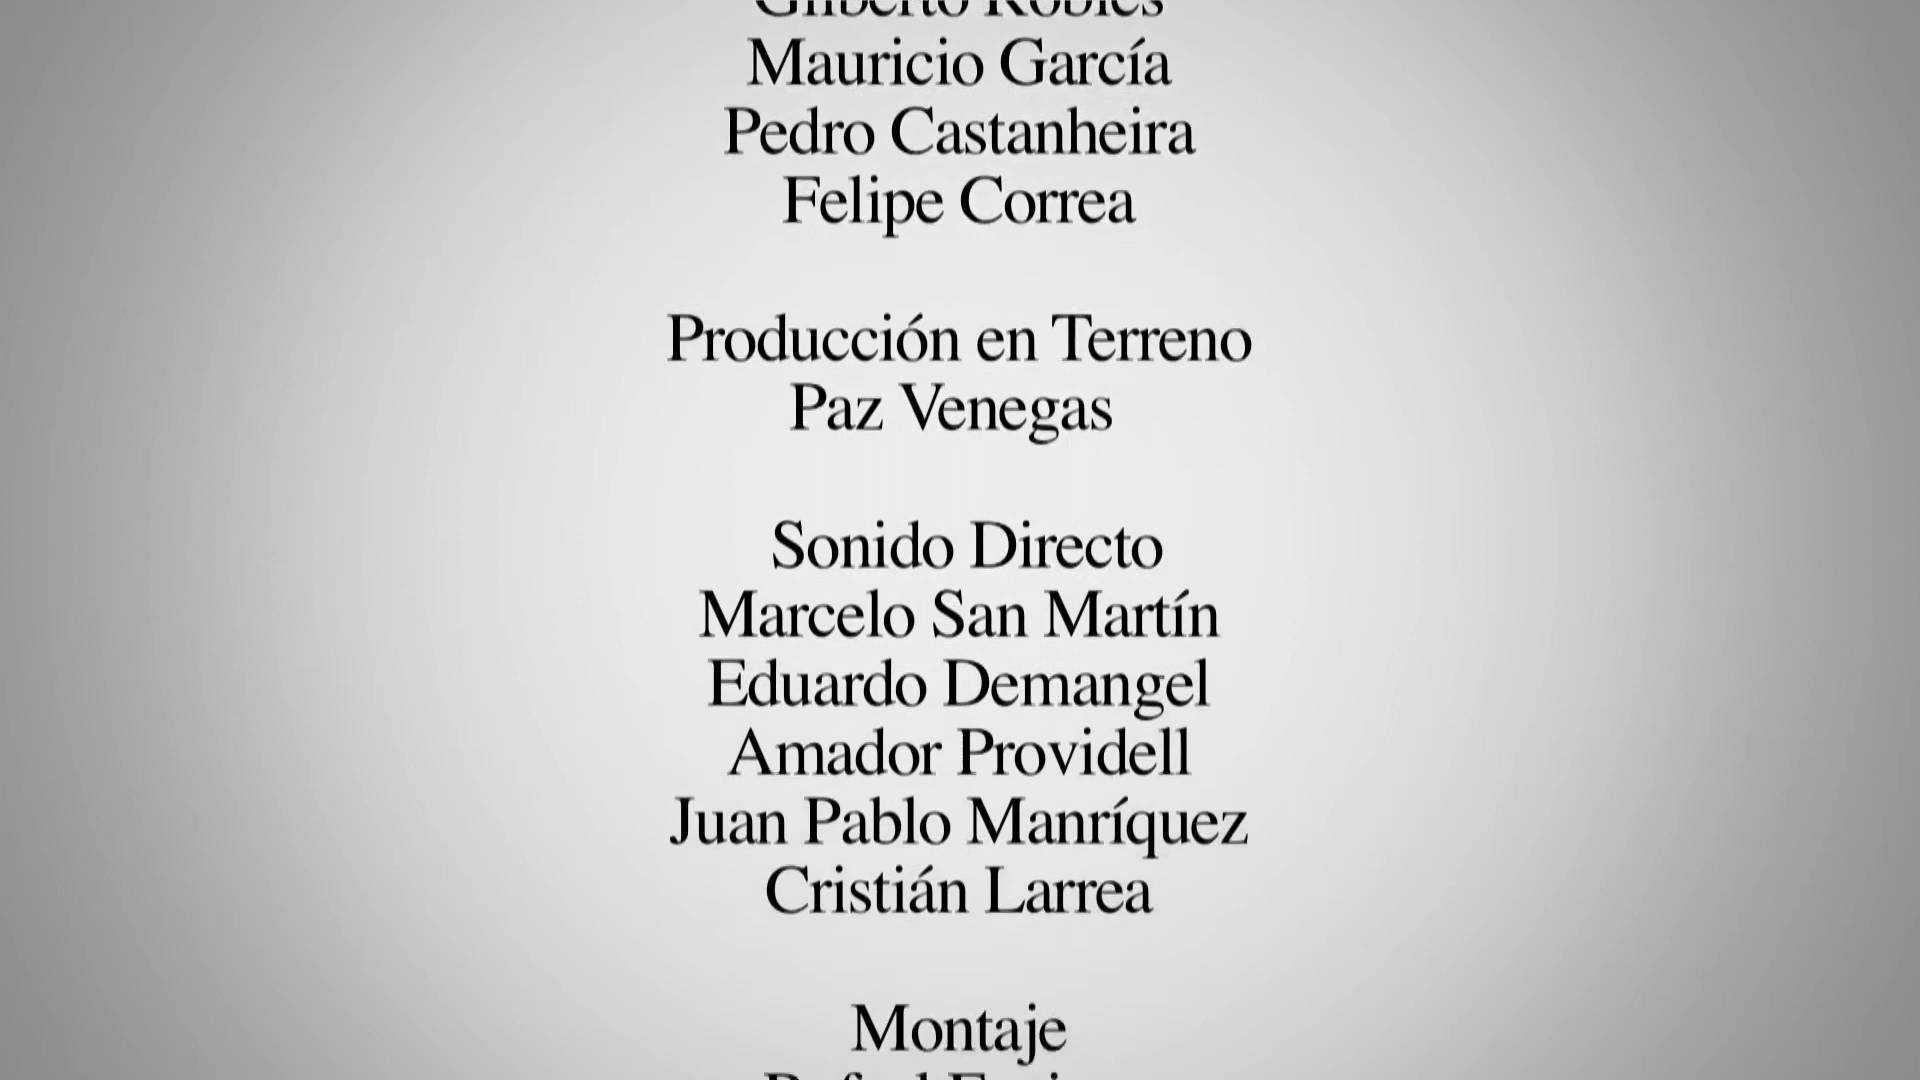 Gilberto Robles
Mauricio García
Pedro Castanheira
Felipe Correa
Producción en Terreno
Paz Venegas
Sonido Directo
Marcelo San Martín
Eduardo Demangel
Amador Providell
Juan Pablo Manríquez
Cristián Larrea
Montaje